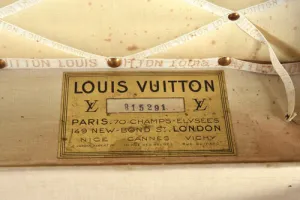 LOUIS VUITTON LOUIS VUITTON
LOUIS VUITTON
LV 915291 LV
PARIS. 70 CHAMPS-ELYSEES
149 NEW-BOND St. LONDON
NICE CANNES VICHY